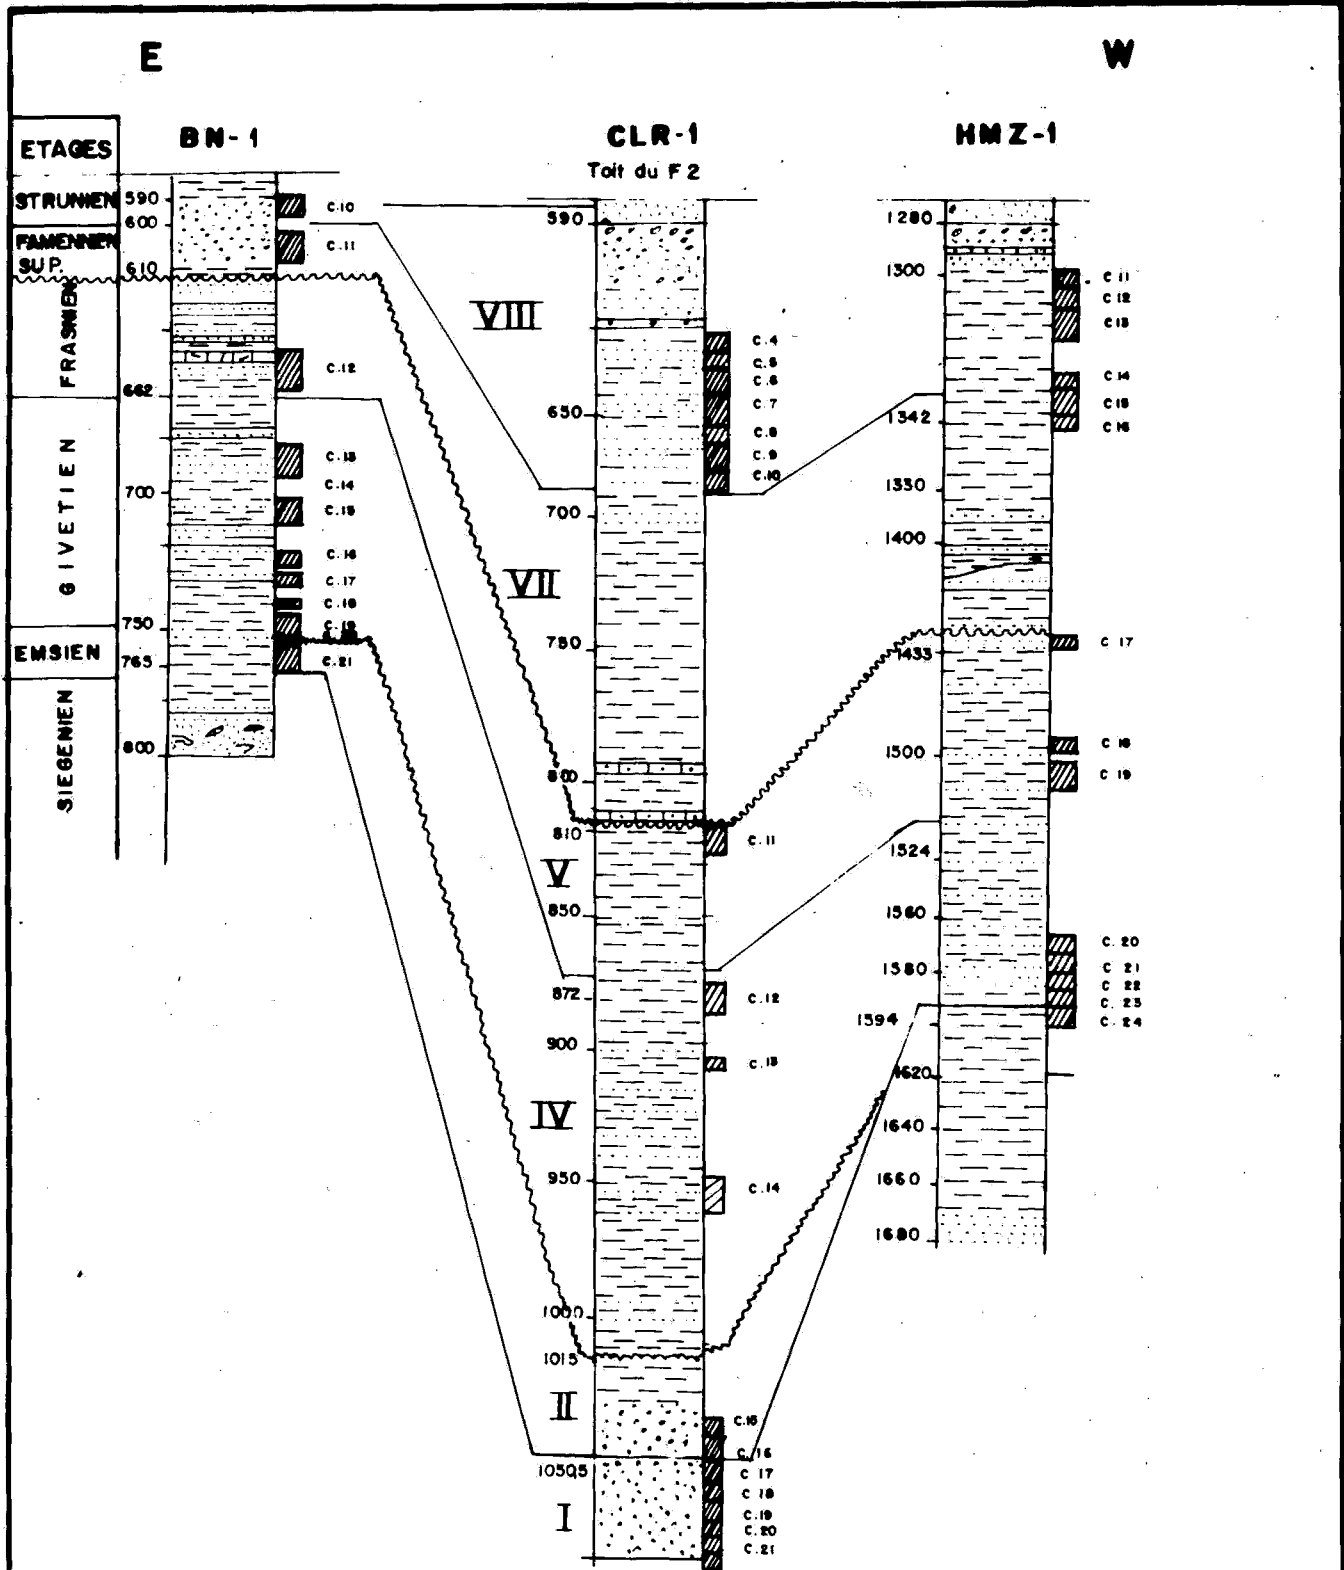 E W
BN-1 CLR-1 HMZ-1
Toit du F2
ETAGES
STRUNIEN
FAMENNIEN
SUP.
FRASNIEN
GIVETIEN
EMSIEN
SIEGENIEN
590
600
610
662
700
750
765
800
C.10
C.11
C.12
C.13
C.14
C.15
C.16
C.17
C.18
C.19
C.21
VIII
VII
V
IV
II
I
590
650
700
750
800
810
850
872
900
950
1000
1015
1050,5
C.4
C.5
C.6
C.7
C.8
C.9
C.10
C.11
C.12
C.13
C.14
C.15
C.16
C.17
C.18
C.19
C.20
C.21
1280
1300
1342
1330
1400
1433
1500
1524
1560
1580
1594
1620
1640
1660
1680
C 11
C 12
C 13
C 14
C 15
C 16
C 17
C 18
C 19
C. 20
C 21
C 22
C. 23
C. 24